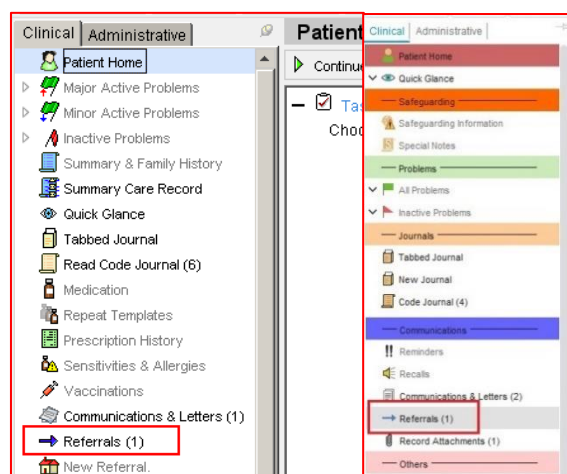 Clinical Administrative
Patient Home
Major Active Problems
Minor Active Problems
Inactive Problems
Summary & Family History
Summary Care Record
Quick Glance
Tabbed Journal
Read Code Journal (6)
Medication
Repeat Templates
Prescription History
Sensitivities & Allergies
Vaccinations
Communications & Letters (1)
Referrals (1)
New Referral.
Patient
Continue
Tas
Choo
Clinical Administrative
Patient Home
Quick Glance
Safeguarding
Safeguarding Information
Special Notes
Problems
All Problems
Inactive Problems
Journals
Tabbed Journal
New Journal
Code Journal (4)
Communications
Reminders
Recalls
Communications & Letters (2)
Referrals (1)
Record Attachments (1)
Others